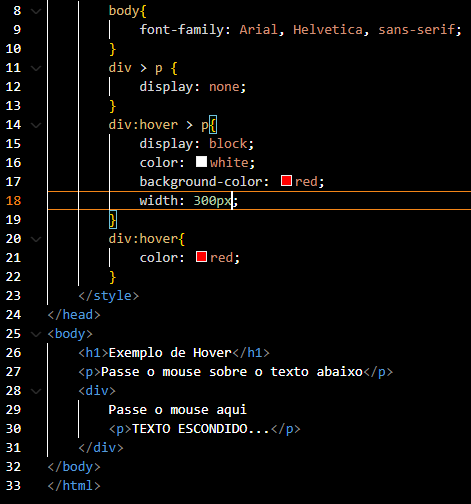 8 body{
9 font-family: Arial, Helvetica, sans-serif;
10 }
11 div > p {
12 display: none;
13 }
14 div:hover > p{
15 display: block;
16 color: white;
17 background-color: red;
18 width: 300px;
19 }
20 div:hover{
21 color: red;
22 }
23 </style>
24 </head>
25 <body>
26 <h1>Exemplo de Hover</h1>
27 <p>Passe o mouse sobre o texto abaixo</p>
28 <div>
29 Passe o mouse aqui
30 <p>TEXTO ESCONDIDO...</p>
31 </div>
32 </body>
33 </html>